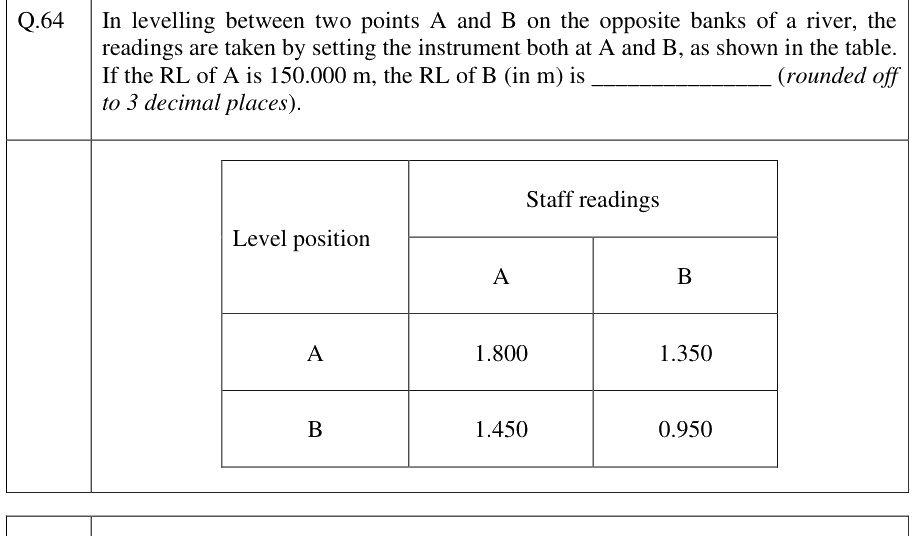 Q.64 In levelling between two points A and B on the opposite banks of a river, the
readings are taken by setting the instrument both at A and B, as shown in the table.
If the RL of A is 150.000 m, the RL of B (in m) is _______________ (rounded off
to 3 decimal places).
Level position Staff readings
A B
A 1.800 1.350
B 1.450 0.950